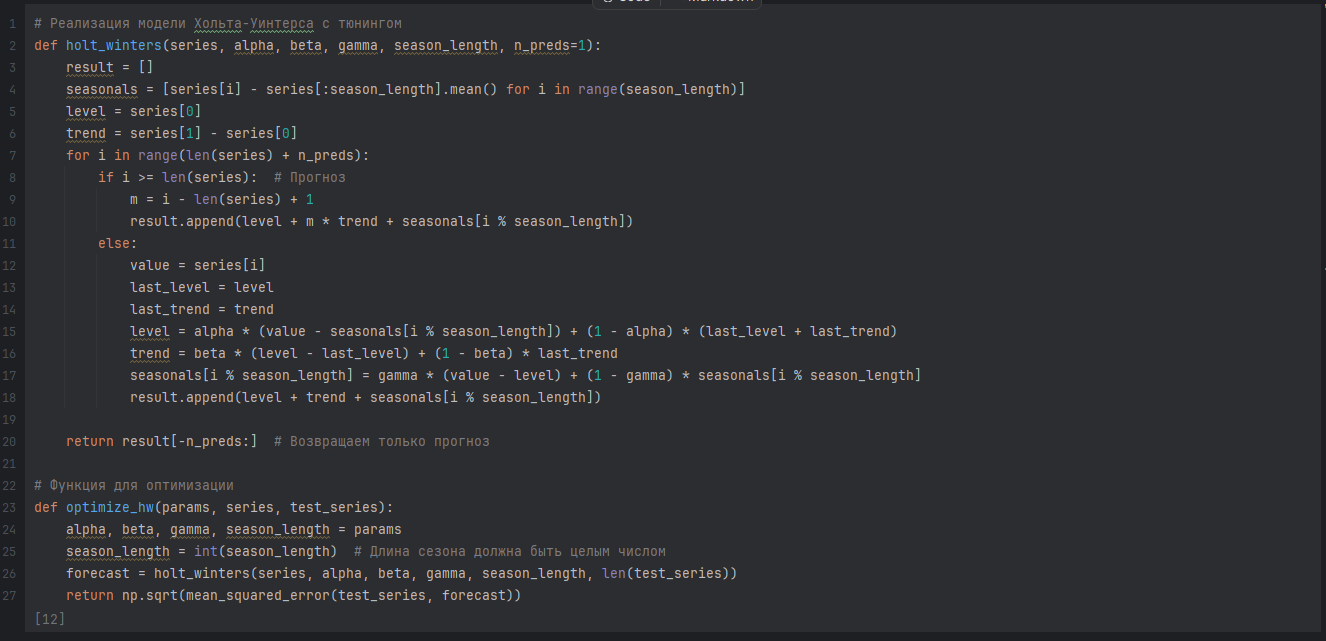 1 # Реализация модели Хольта-Уинтерса с тюнингом
2 def holt_winters(series, alpha, beta, gamma, season_length, n_preds=1):
3     result = []
4     seasonals = [series[i] - series[:season_length].mean() for i in range(season_length)]
5     level = series[0]
6     trend = series[1] - series[0]
7     for i in range(len(series) + n_preds):
8         if i >= len(series):  # Прогноз
9             m = i - len(series) + 1
10             result.append(level + m * trend + seasonals[i % season_length])
11         else:
12             value = series[i]
13             last_level = level
14             last_trend = trend
15             level = alpha * (value - seasonals[i % season_length]) + (1 - alpha) * (last_level + last_trend)
16             trend = beta * (level - last_level) + (1 - beta) * last_trend
17             seasonals[i % season_length] = gamma * (value - level) + (1 - gamma) * seasonals[i % season_length]
18             result.append(level + trend + seasonals[i % season_length])
19
20     return result[-n_preds:]  # Возвращаем только прогноз
21
22 # Функция для оптимизации
23 def optimize_hw(params, series, test_series):
24     alpha, beta, gamma, season_length = params
25     season_length = int(season_length)  # Длина сезона должна быть целым числом
26     forecast = holt_winters(series, alpha, beta, gamma, season_length, len(test_series))
27     return np.sqrt(mean_squared_error(test_series, forecast))
[12]